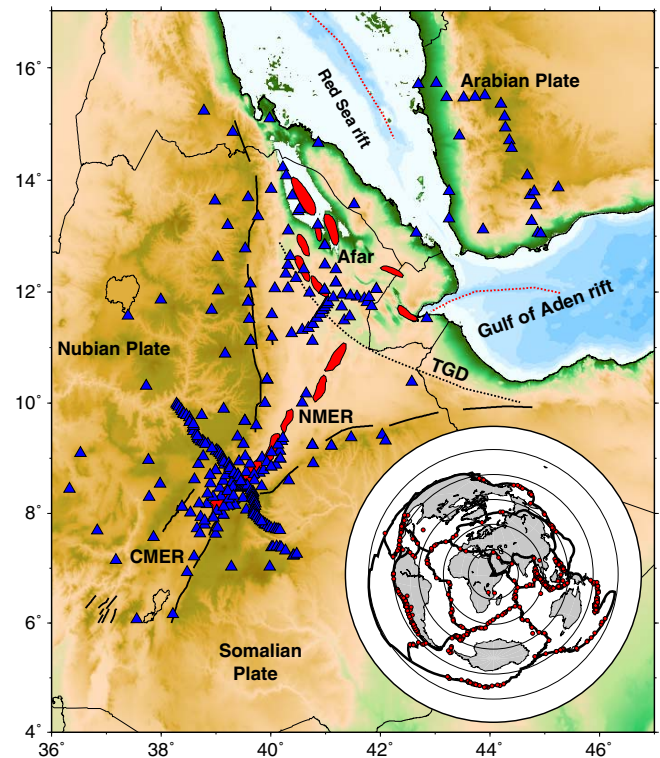 16°
Arabian Plate
Red Sea rift
14°
Afar
12°
Gulf of Aden rift
Nubian Plate
TGD
10°
NMER
8°
CMER
6°
Somalian
Plate
4°
36° 38° 40° 42° 44° 46°